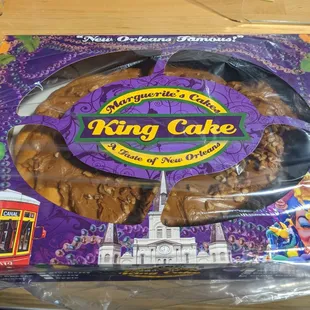 "New Orleans Famous!"
Marguerite's Cakes
King Cake
A Taste of New Orleans
CANAL